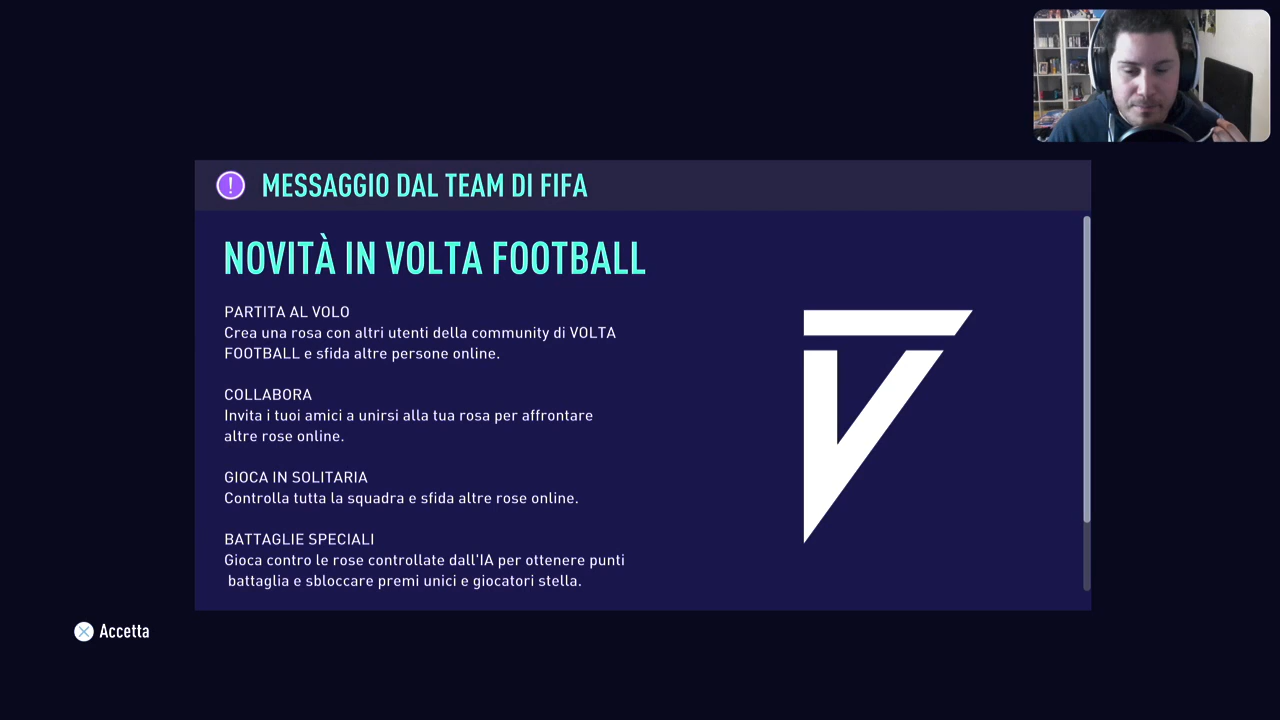 MESSAGGIO DAL TEAM DI FIFA
NOVITÀ IN VOLTA FOOTBALL
PARTITA AL VOLO
Crea una rosa con altri utenti della community di VOLTA
FOOTBALL e sfida altre persone online.
COLLABORA
Invita i tuoi amici a unirsi alla tua rosa per affrontare
altre rose online.
GIOCA IN SOLITARIA
Controlla tutta la squadra e sfida altre rose online.
BATTAGLIE SPECIALI
Gioca contro le rose controllate dall'IA per ottenere punti
battaglia e sbloccare premi unici e giocatori stella.
Accetta